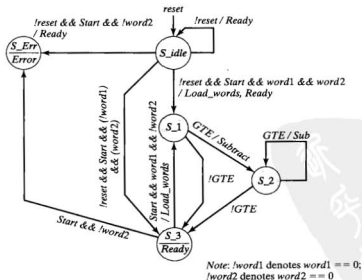 reset
!reset && Start && !word2
/ Ready
!reset / Ready
S_Err
Error
S_idle
!reset && Start && word1 && word2
/ Load_words, Ready
!reset && Start && (!word1)
&& (word2)
Start && word1 && !word2
/ Load_words
S_1
GTE / Subtract
GTE / Sub
S_2
!GTE
!GTE
Start && !word2
S_3
Ready
Note: !word1 denotes word1 == 0;
!word2 denotes word2 == 0